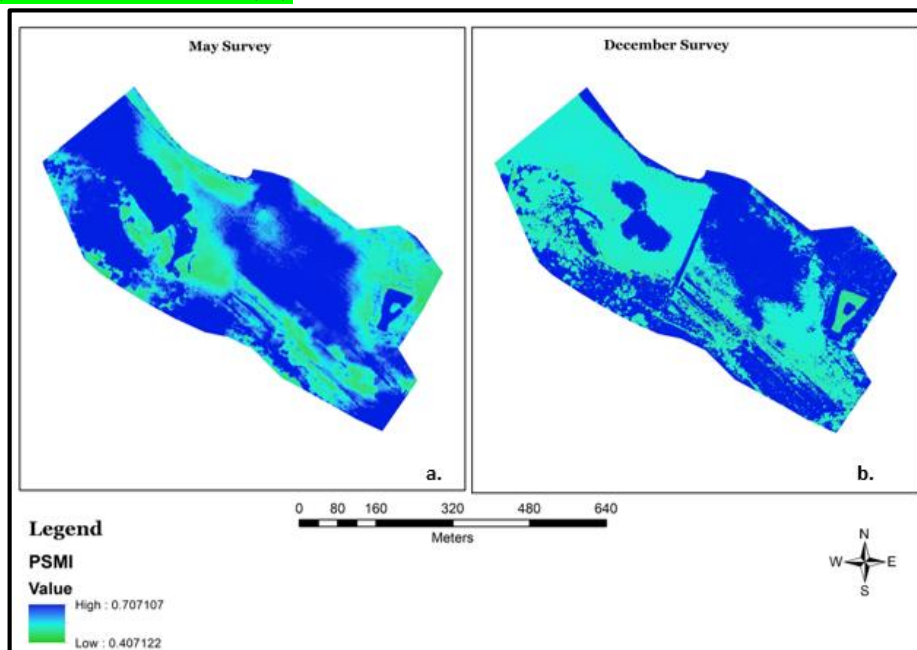 May Survey
December Survey
a.
b.
0 80 160 320 480 640
Meters
Legend
PSMI
Value
High : 0.707107
Low : 0.407122
N
W E
S